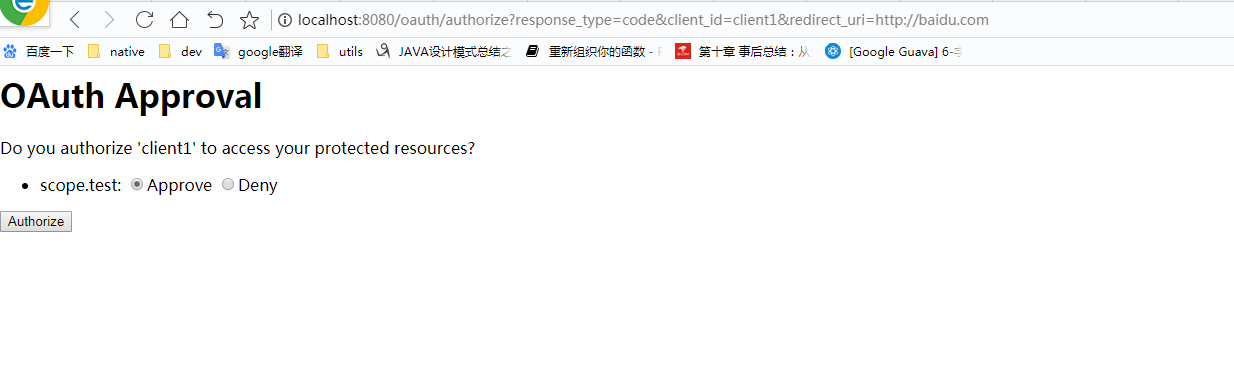 localhost:8080/oauth/authorize?response_type=code&client_id=client1&redirect_uri=http://baidu.com
百度一下 native dev google翻译 utils JAVA设计模式总结之 重新组织你的函数 - 第十章 事后总结：从 [Google Guava] 6-
OAuth Approval
Do you authorize 'client1' to access your protected resources?
• scope.test: Approve Deny
Authorize